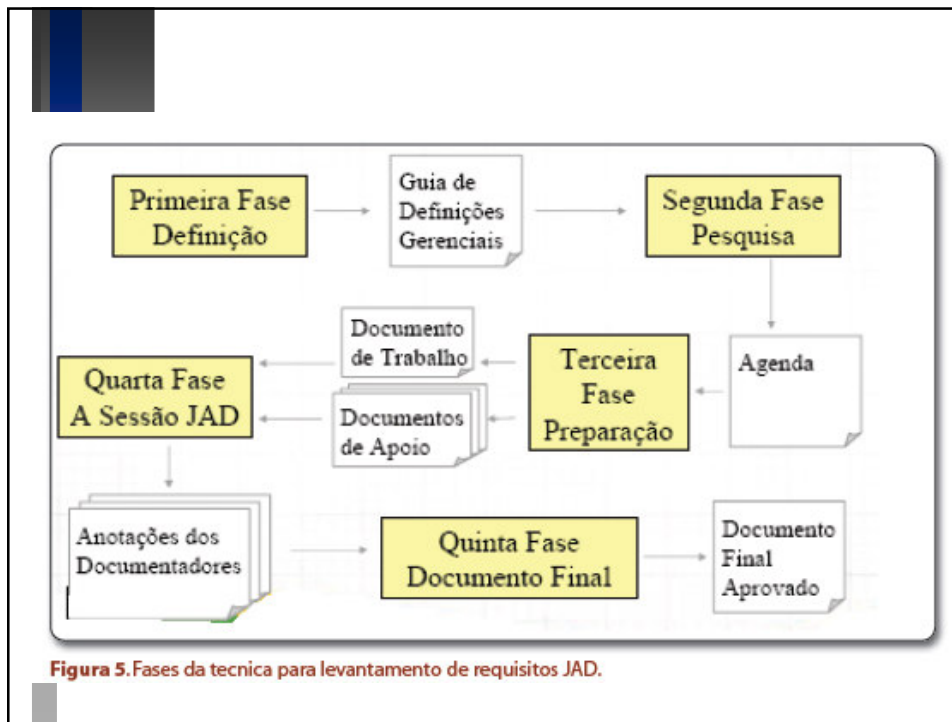 Primeira Fase
Definição
Guia de
Definições
Gerenciais
Segunda Fase
Pesquisa
Agenda
Terceira
Fase
Preparação
Documento
de Trabalho
Documentos
de Apoio
Quarta Fase
A Sessão JAD
Anotações dos
Documentadores
Quinta Fase
Documento Final
Documento
Final
Aprovado
Figura 5. Fases da tecnica para levantamento de requisitos JAD.